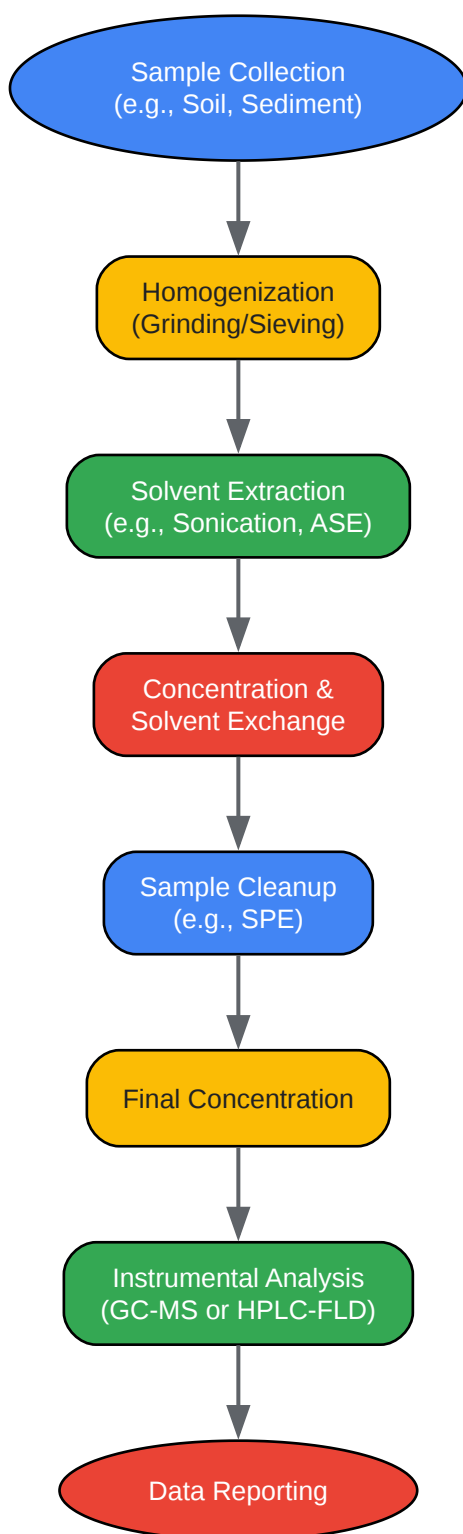 Sample Collection
(e.g., Soil, Sediment)
Homogenization
(Grinding/Sieving)
Solvent Extraction
(e.g., Sonication, ASE)
Concentration &
Solvent Exchange
Sample Cleanup
(e.g., SPE)
Final Concentration
Instrumental Analysis
(GC-MS or HPLC-FLD)
Data Reporting